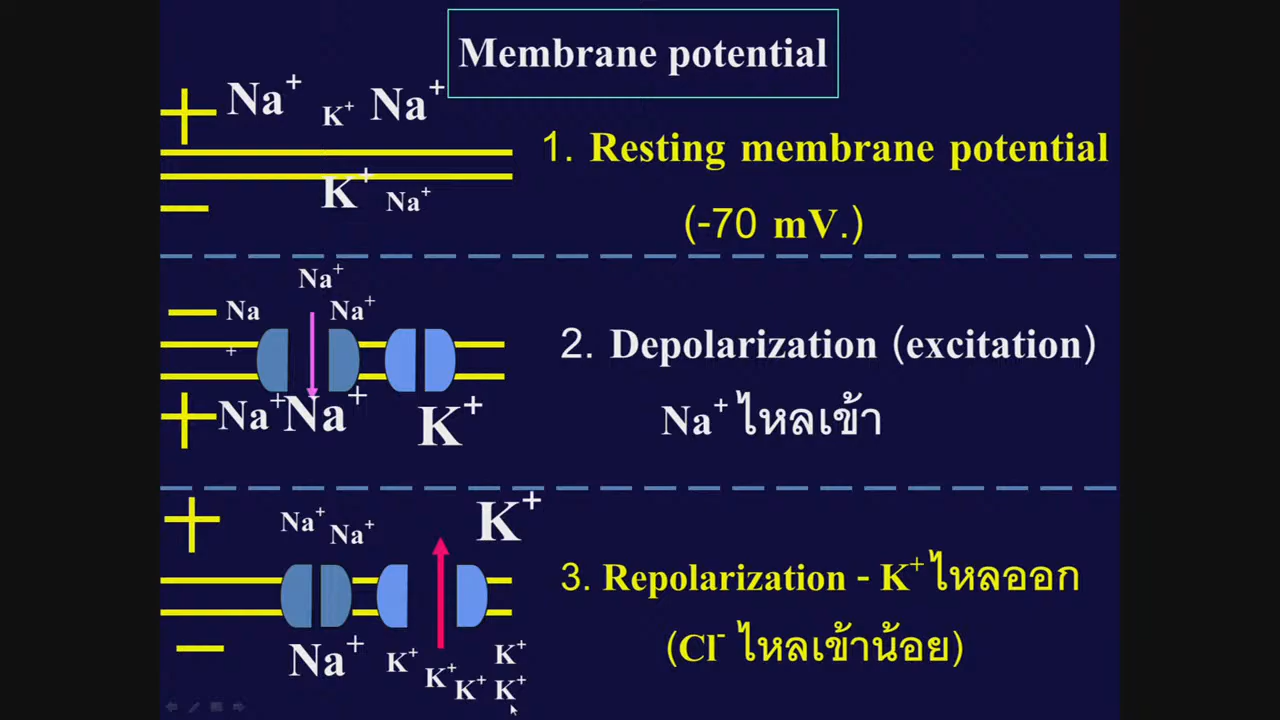 Membrane potential
Na+ K+ Na+
K+ Na+
1. Resting membrane potential
(-70 mV.)
Na+
Na+ Na+
Na+ Na+ K+
2. Depolarization (excitation)
Na+ ไหลเข้า
Na+ Na+ K+
Na+ K+ K+ K+ K+ K+
3. Repolarization - K+ ไหลออก
(Cl- ไหลเข้าน้อย)